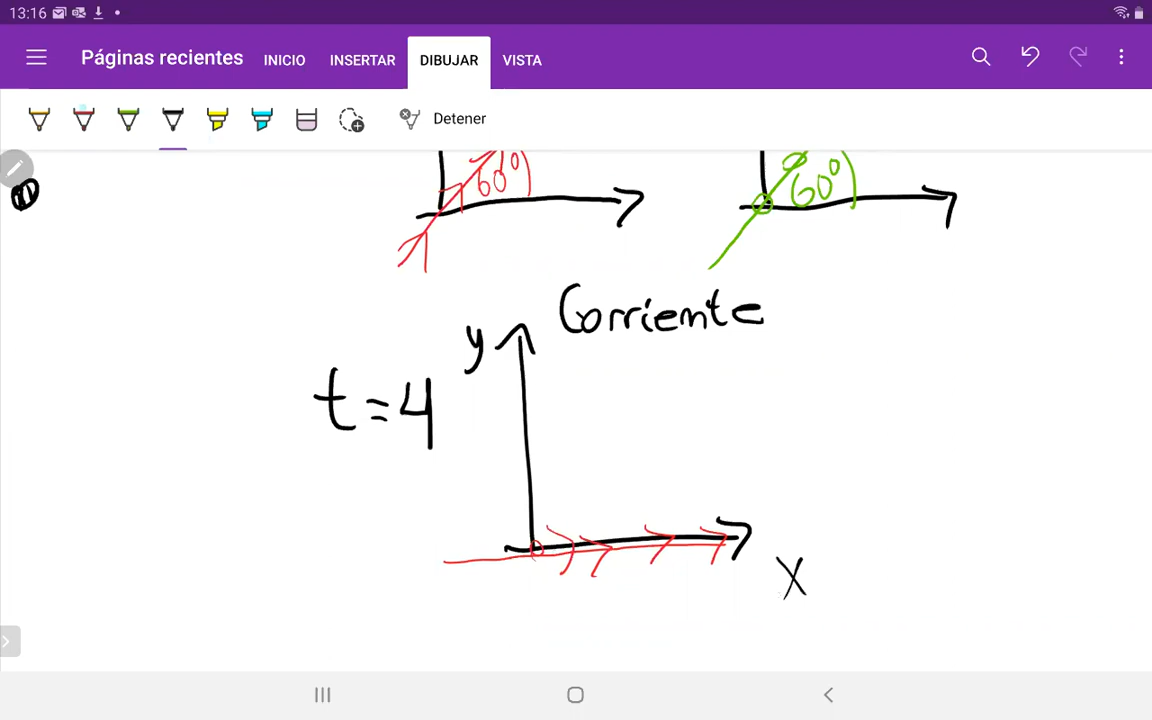 13:16
Páginas recientes INICIO INSERTAR DIBUJAR VISTA
Detener
60°) 60°)
Corriente
y
t=4
x